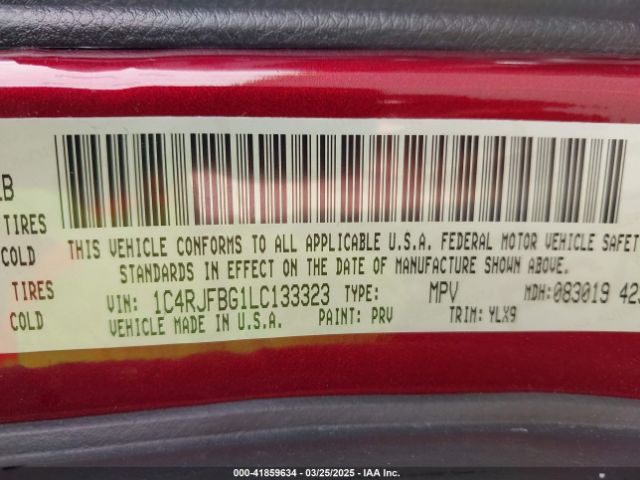 LB
TIRES
COLD
TIRES
COLD
THIS VEHICLE CONFORMS TO ALL APPLICABLE U.S.A. FEDERAL MOTOR VEHICLE SAFET
STANDARDS IN EFFECT ON THE DATE OF MANUFACTURE SHOWN ABOVE.
VIN: 1C4RJFBG1LC133323 TYPE: MPV MDH:083019 42
VEHICLE MADE IN U.S.A. PAINT: PRV TRIM: YLX9
000-41859634 / 03/25/2025 - IAA Inc.